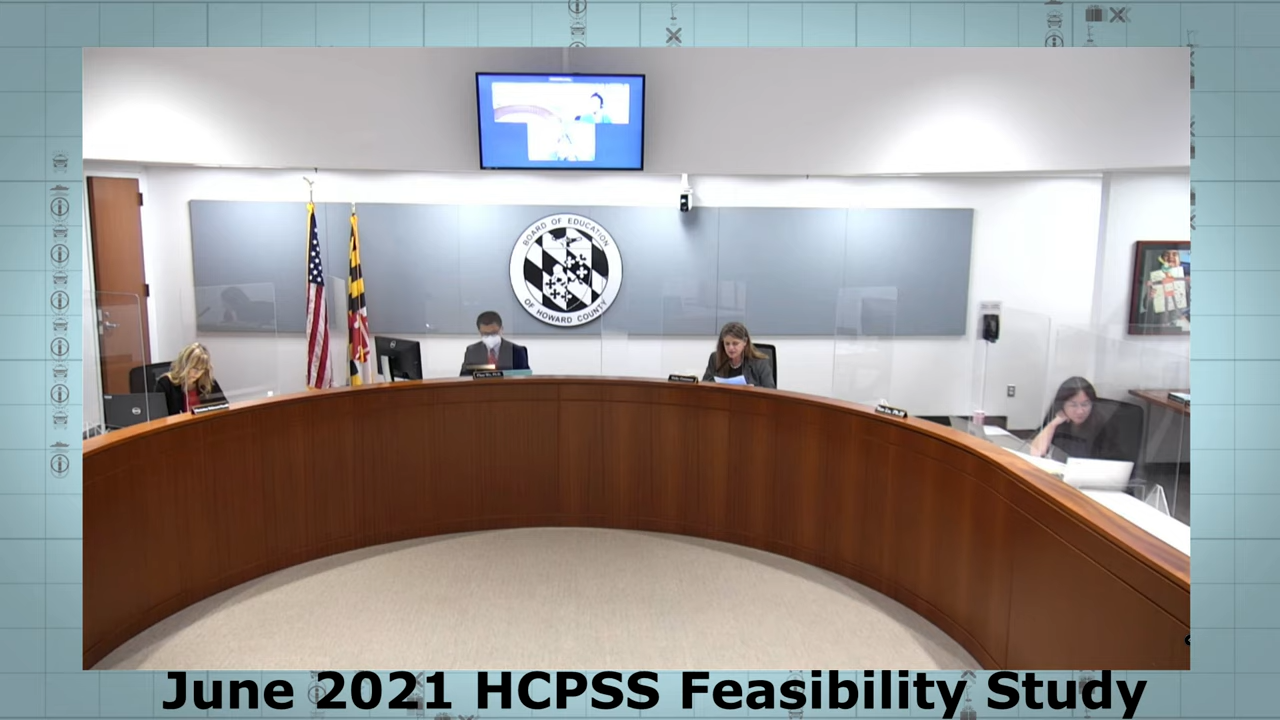 BOARD OF EDUCATION
OF HOWARD COUNTY
June 2021 HCPSS Feasibility Study